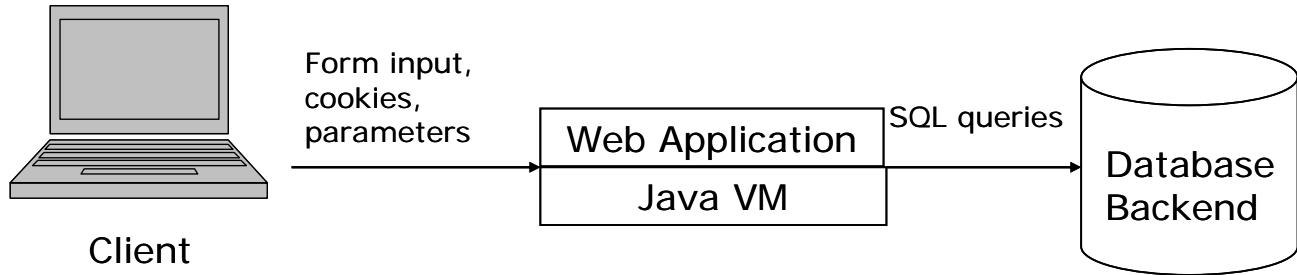 Form input,
cookies,
parameters
Client
Web Application
Java VM
SQL queries
Database
Backend